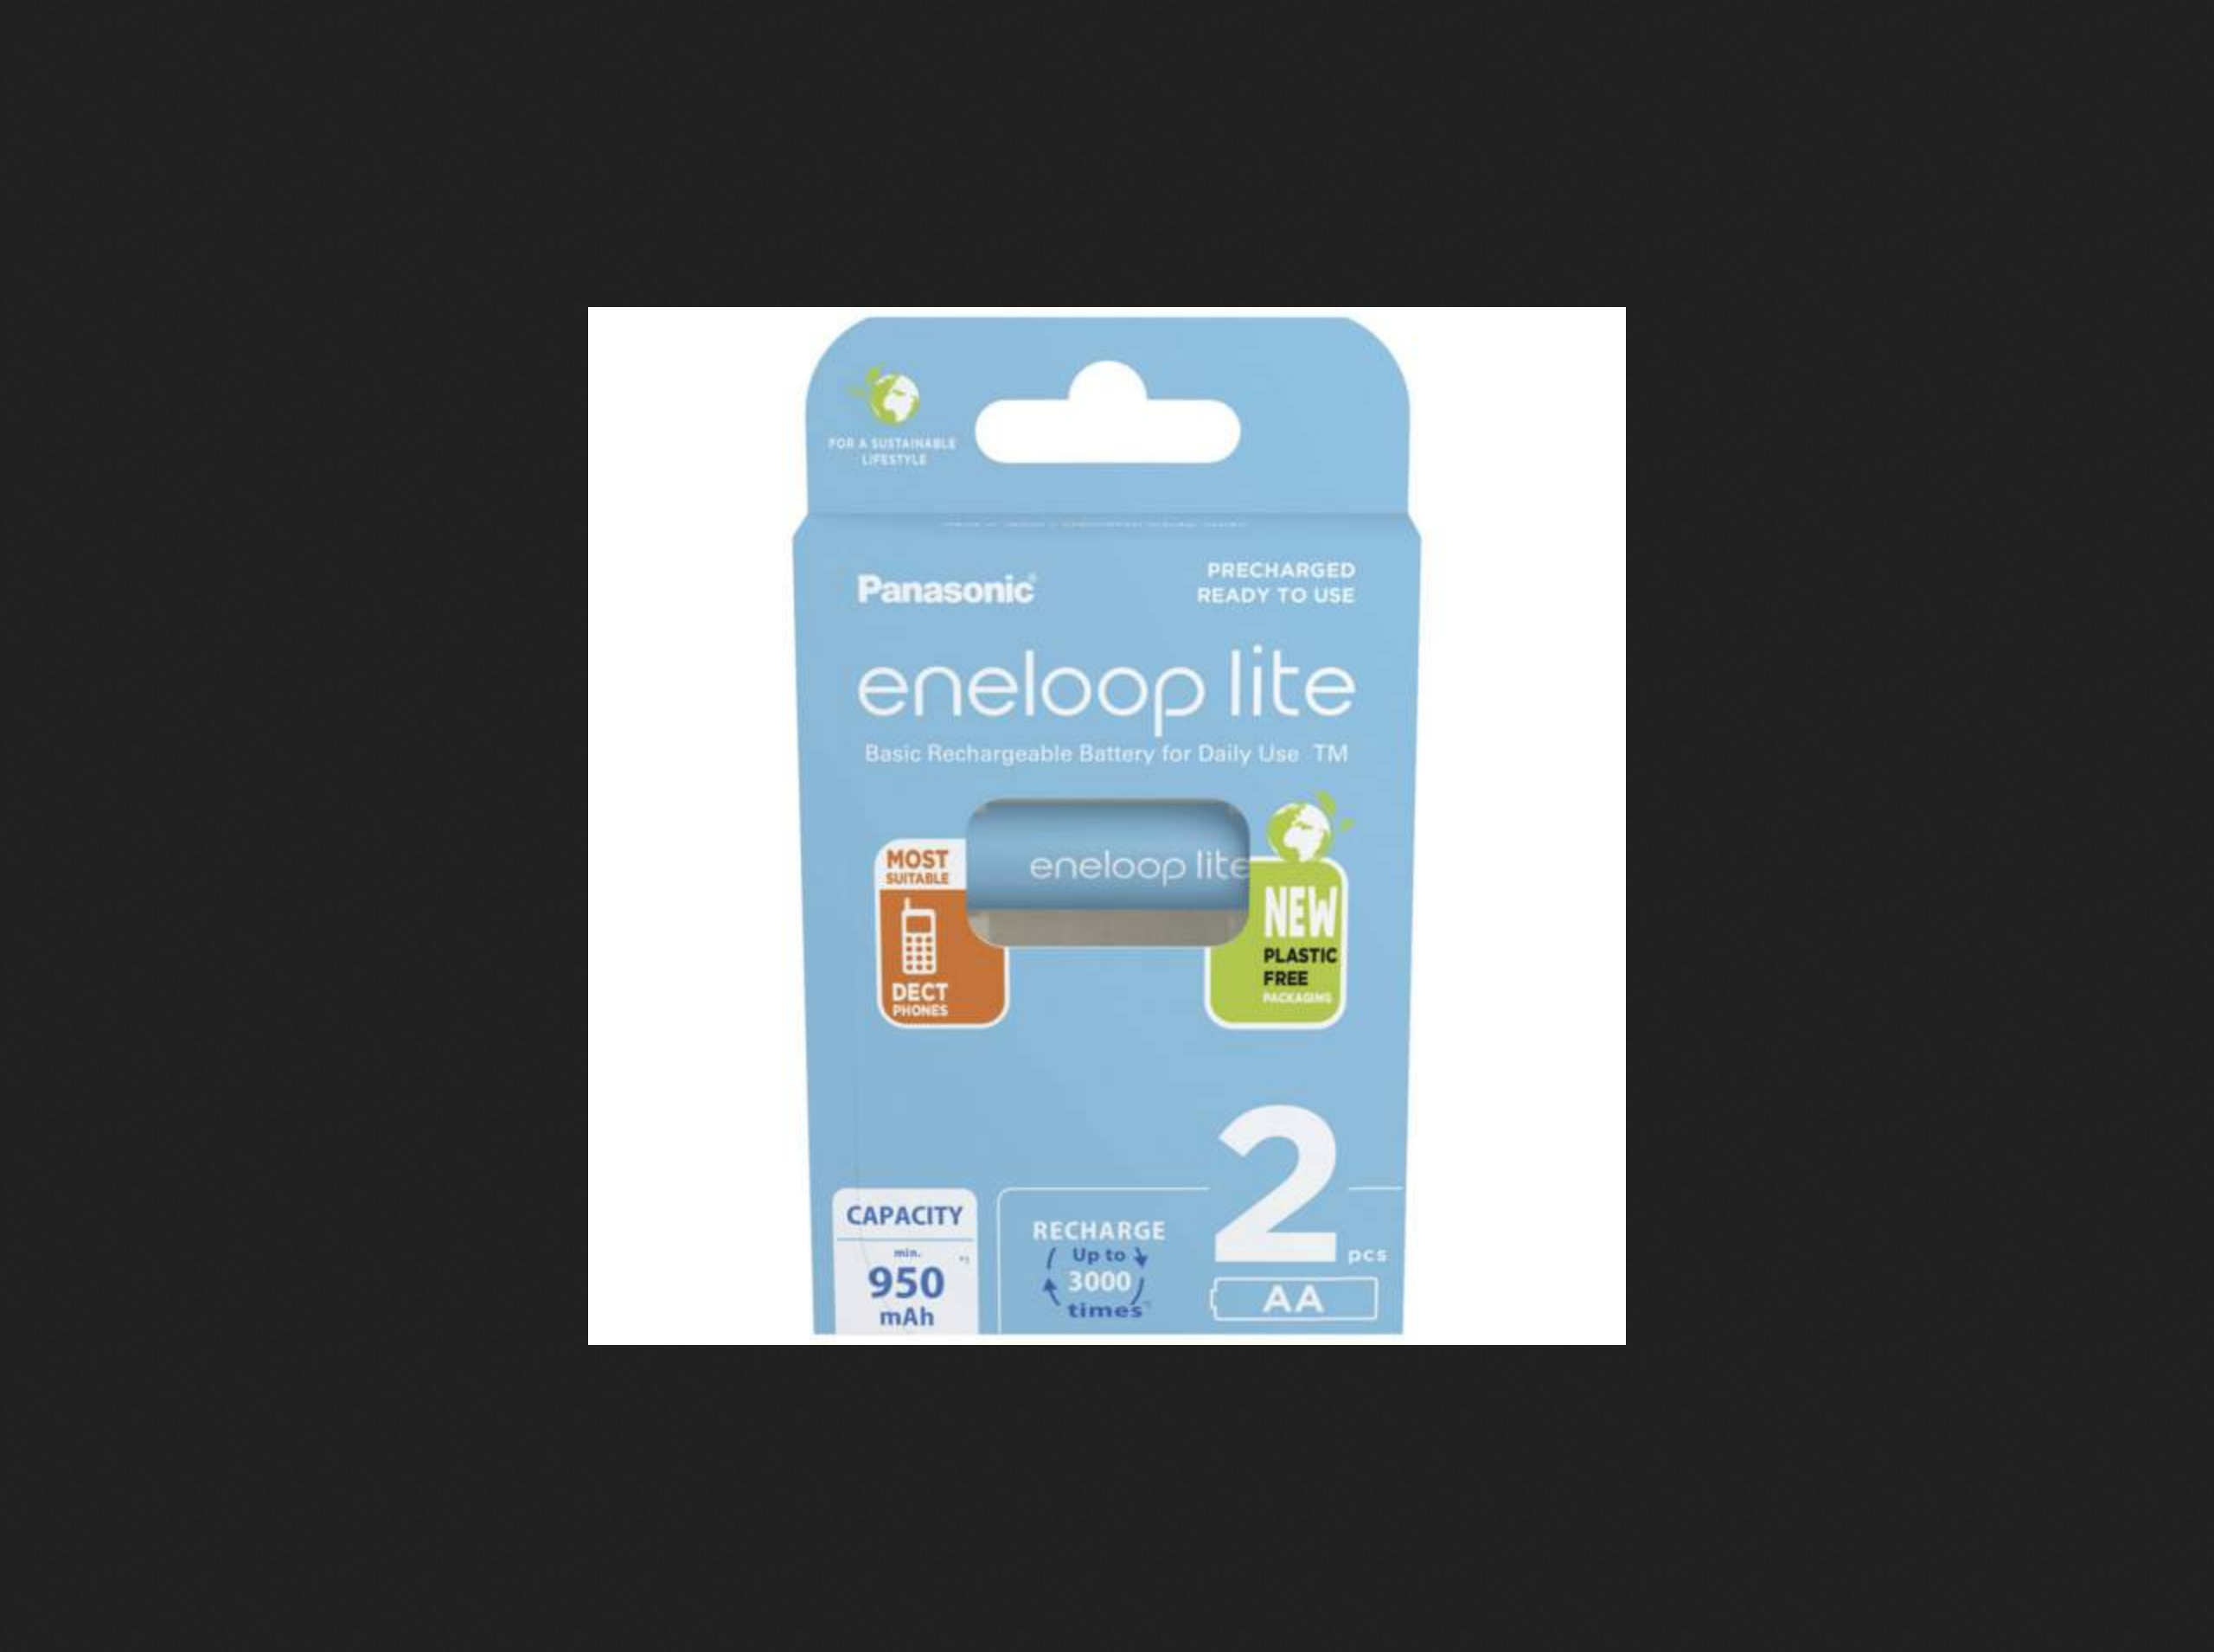 FOR A SUSTAINABLE
LIFESTYLE
Panasonic
PRECHARGED
READY TO USE
eneloop lite
Basic Rechargeable Battery for Daily Use TM
eneloop lite
MOST
SUITABLE
DECT
PHONES
NEW
PLASTIC
FREE
PACKAGING
CAPACITY
min.
950
mAh
RECHARGE
Up to
3000
times
2
pcs
AA